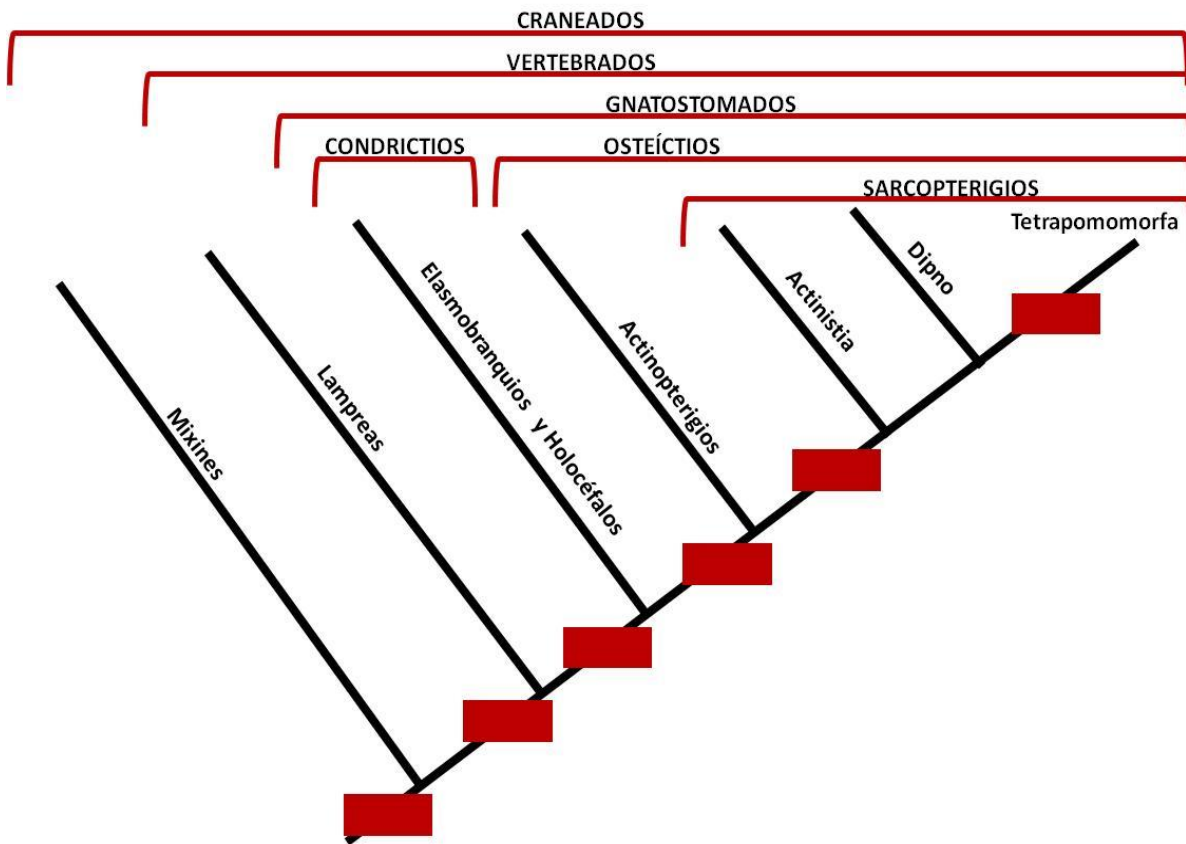 CRANEADOS
VERTEBRADOS
GNATOSTOMADOS
CONDRICTIOS
OSTEÍCTIOS
SARCOPTERIGIOS
Tetrapomomorfa
Mixines
Lampreas
Elasmobranquios y Holocéfalos
Actinopterigios
Actinistia
Dipno